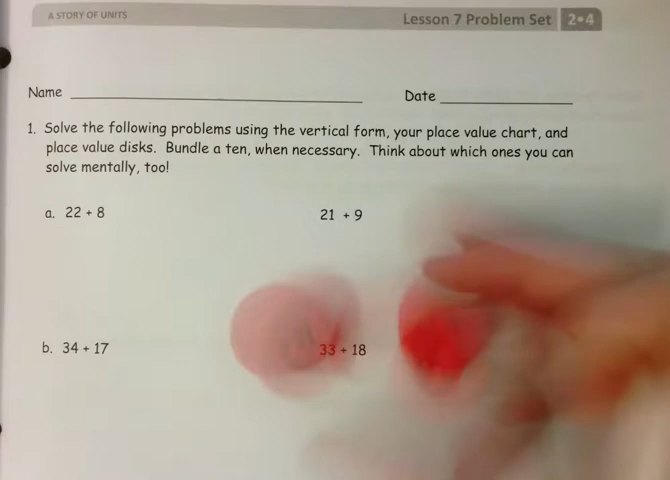 A STORY OF UNITS
Lesson 7 Problem Set 2•4
Name Date
1. Solve the following problems using the vertical form, your place value chart, and
place value disks. Bundle a ten, when necessary. Think about which ones you can
solve mentally, too!
a. 22 + 8 21 + 9
b. 34 + 17 33 + 18